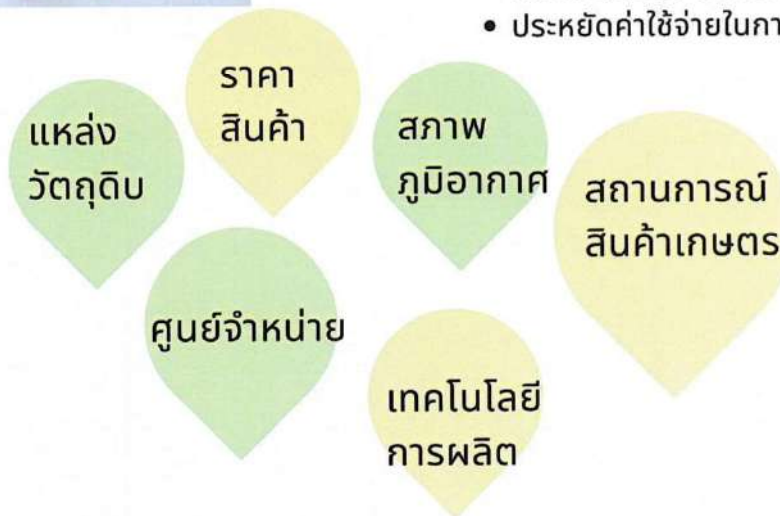 • ประหยัดค่าใช้จ่ายในกา
ราคา
สินค้า
แหล่ง
วัตถุดิบ
สภาพ
ภูมิอากาศ
สถานการณ์
สินค้าเกษตร
ศูนย์จำหน่าย
เทคโนโลยี
การผลิต